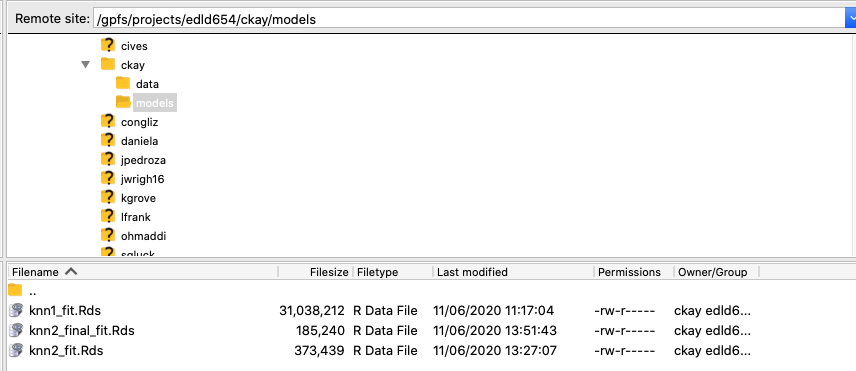 Remote site: /gpfs/projects/edld654/ckay/models
cives
ckay
data
models
congliz
daniela
jpedroza
jwrigh16
kgrove
lfrank
ohmaddi
sgluck
Filename Filesize Filetype Last modified Permissions Owner/Group
..
knn1_fit.Rds 31,038,212 R Data File 11/06/2020 11:17:04 -rw-r----- ckay edld6...
knn2_final_fit.Rds 185,240 R Data File 11/06/2020 13:51:43 -rw-r----- ckay edld6...
knn2_fit.Rds 373,439 R Data File 11/06/2020 13:27:07 -rw-r----- ckay edld6...